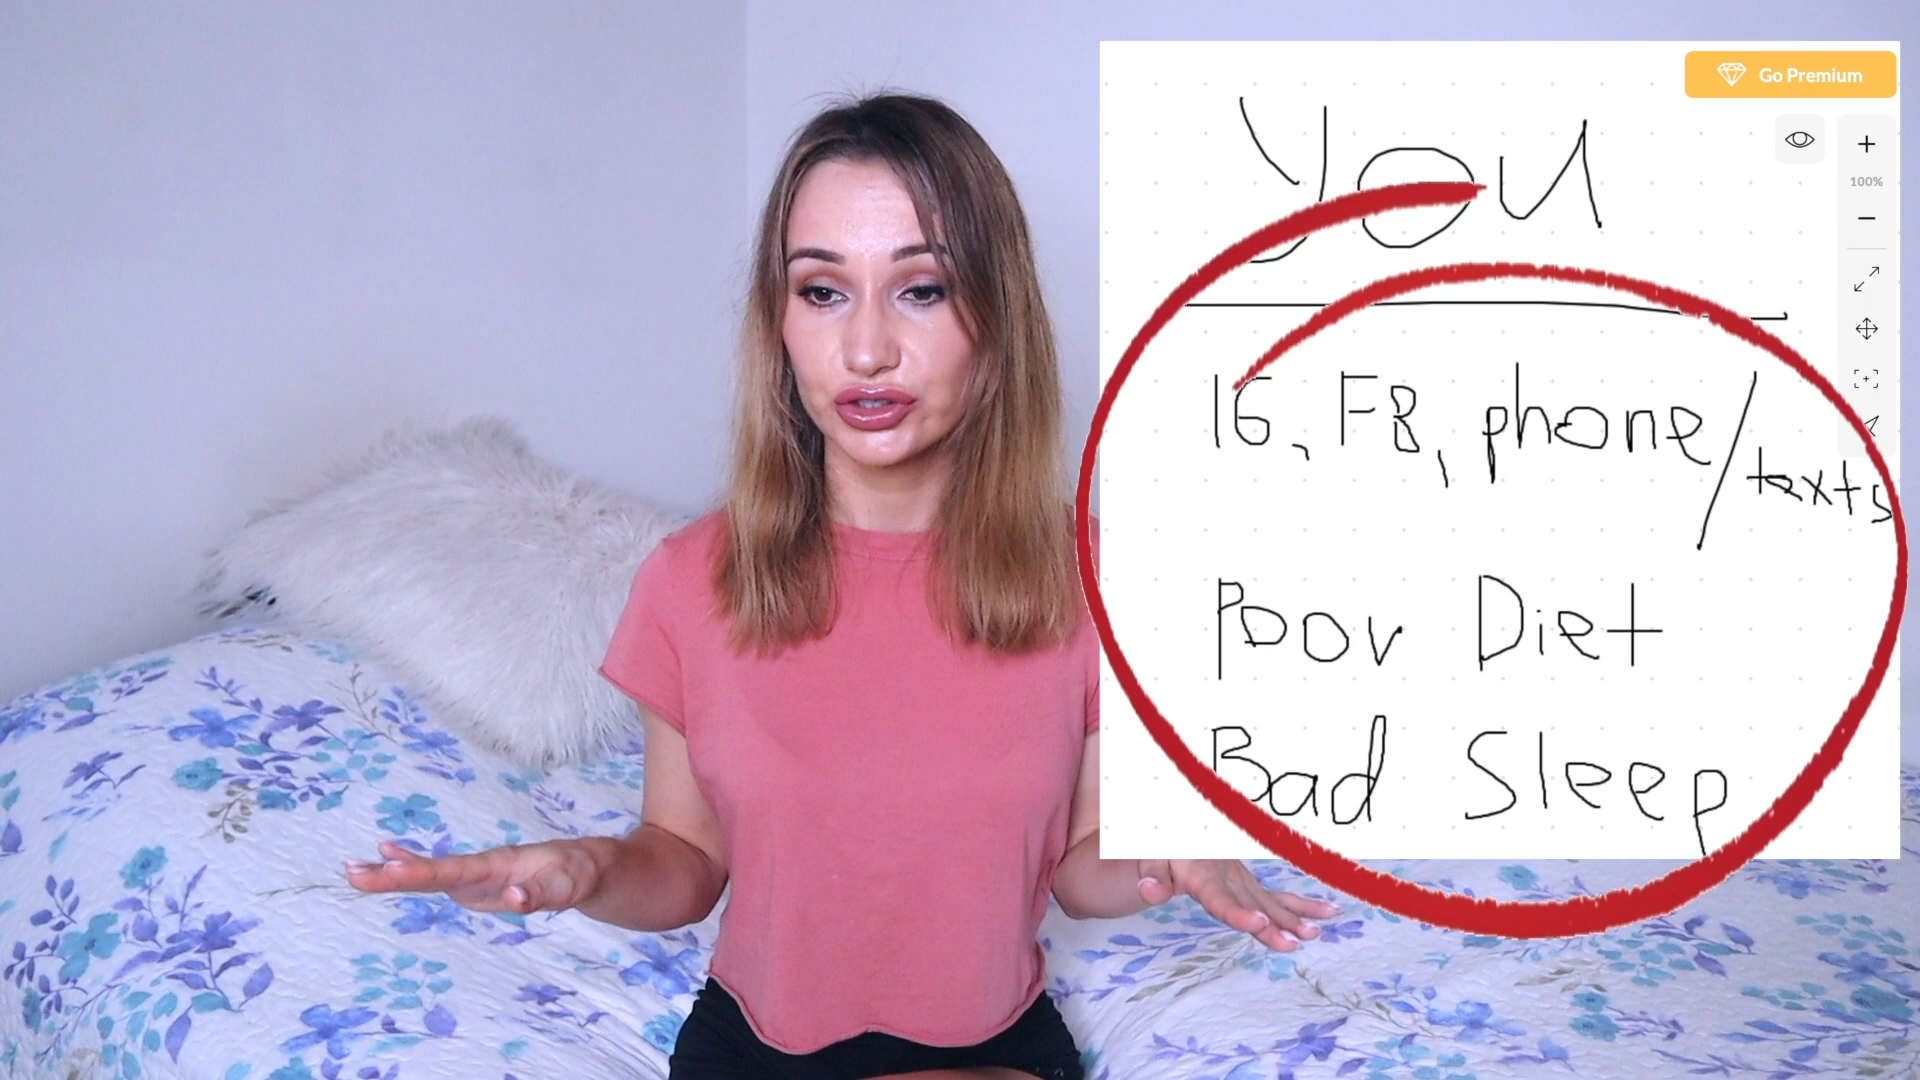 Go Premium
You
100%
IG, FB, phone/texts
Poor Diet
Bad Sleep